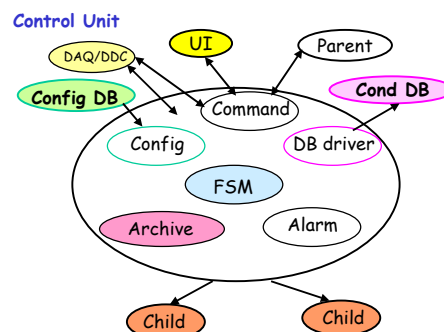 Control Unit
UI
Parent
DAQ/DDC
Config DB
Cond DB
Command
Config
DB driver
FSM
Archive
Alarm
Child
Child